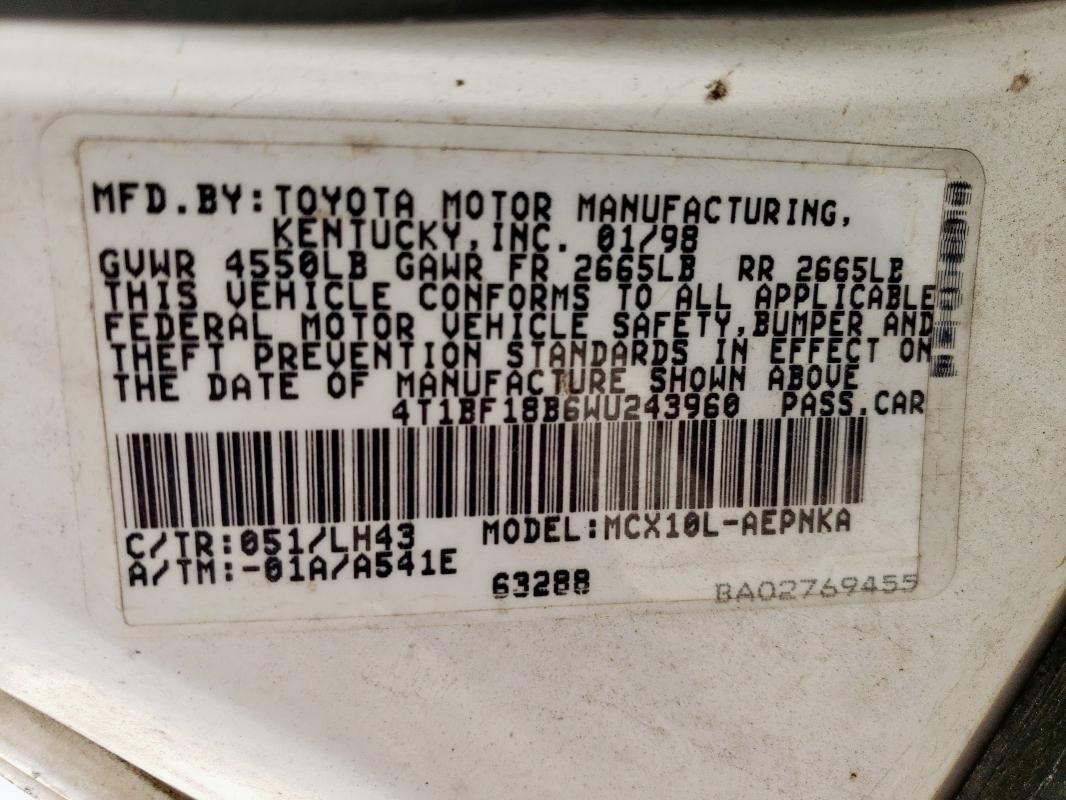 MFD.BY:TOYOTA MOTOR MANUFACTURING,
KENTUCKY,INC. 01/98
GVWR 4550LB GAWR FR 2665LB RR 2665LB
THIS VEHICLE CONFORMS TO ALL APPLICABLE
FEDERAL MOTOR VEHICLE SAFETY,BUMPER AND
THEFT PREVENTION STANDARDS IN EFFECT ON
THE DATE OF MANUFACTURE SHOWN ABOVE
4T1BF18B6WU243960 PASS.CAR
C/TR:051/LH43 MODEL:MCX10L-AEPNKA
A/TM:-01A/A541E
63288 BA02769455